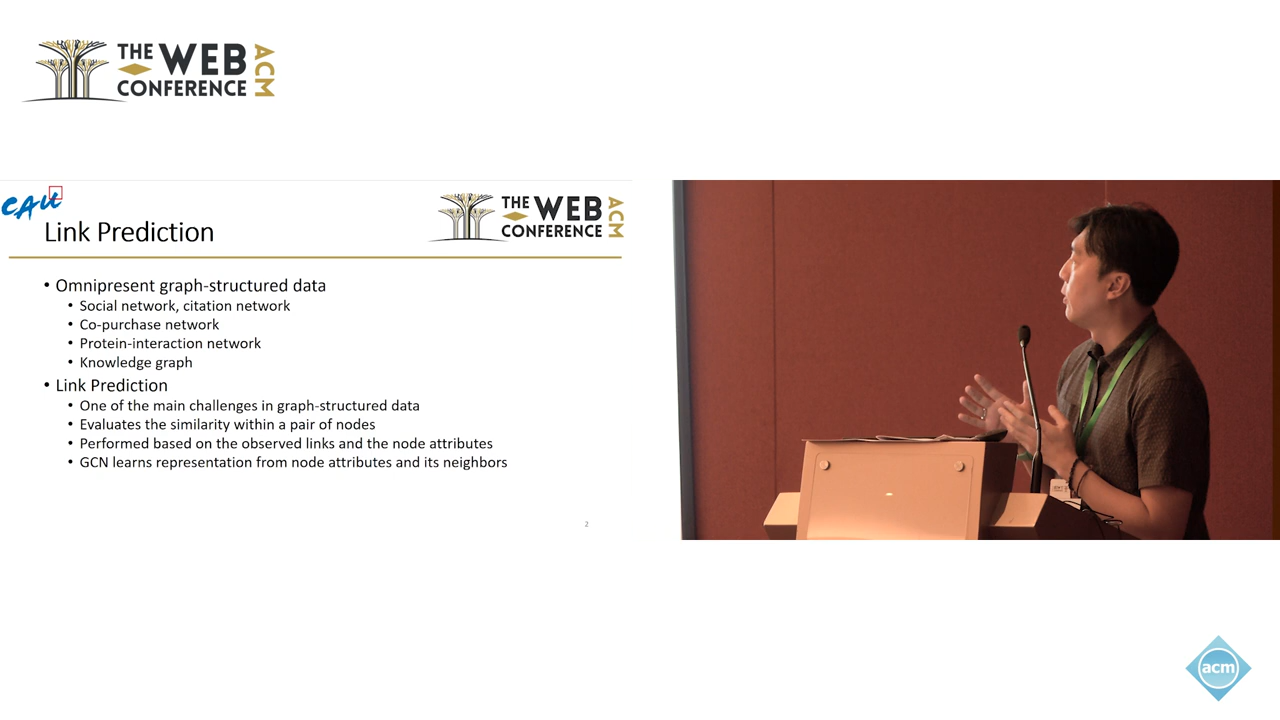 THE WEB
CONFERENCE
ACM
CAU
THE WEB
CONFERENCE
ACM
Link Prediction
• Omnipresent graph-structured data
• Social network, citation network
• Co-purchase network
• Protein-interaction network
• Knowledge graph
• Link Prediction
• One of the main challenges in graph-structured data
• Evaluates the similarity within a pair of nodes
• Performed based on the observed links and the node attributes
• GCN learns representation from node attributes and its neighbors
2
acm